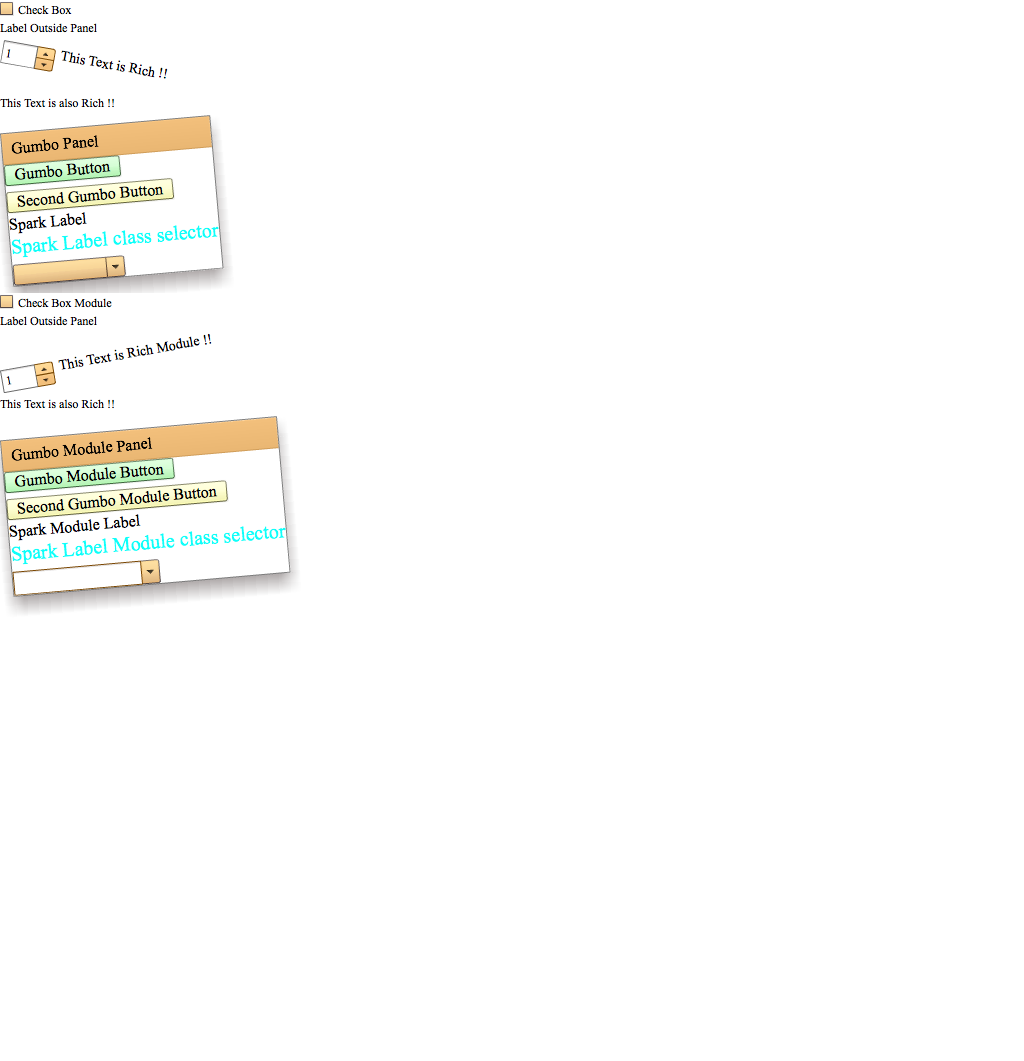 Check Box
Label Outside Panel
1
This Text is Rich !!
This Text is also Rich !!
Gumbo Panel
Gumbo Button
Second Gumbo Button
Spark Label
Spark Label class selector
Check Box Module
Label Outside Panel
1
This Text is Rich Module !!
This Text is also Rich !!
Gumbo Module Panel
Gumbo Module Button
Second Gumbo Module Button
Spark Module Label
Spark Label Module class selector